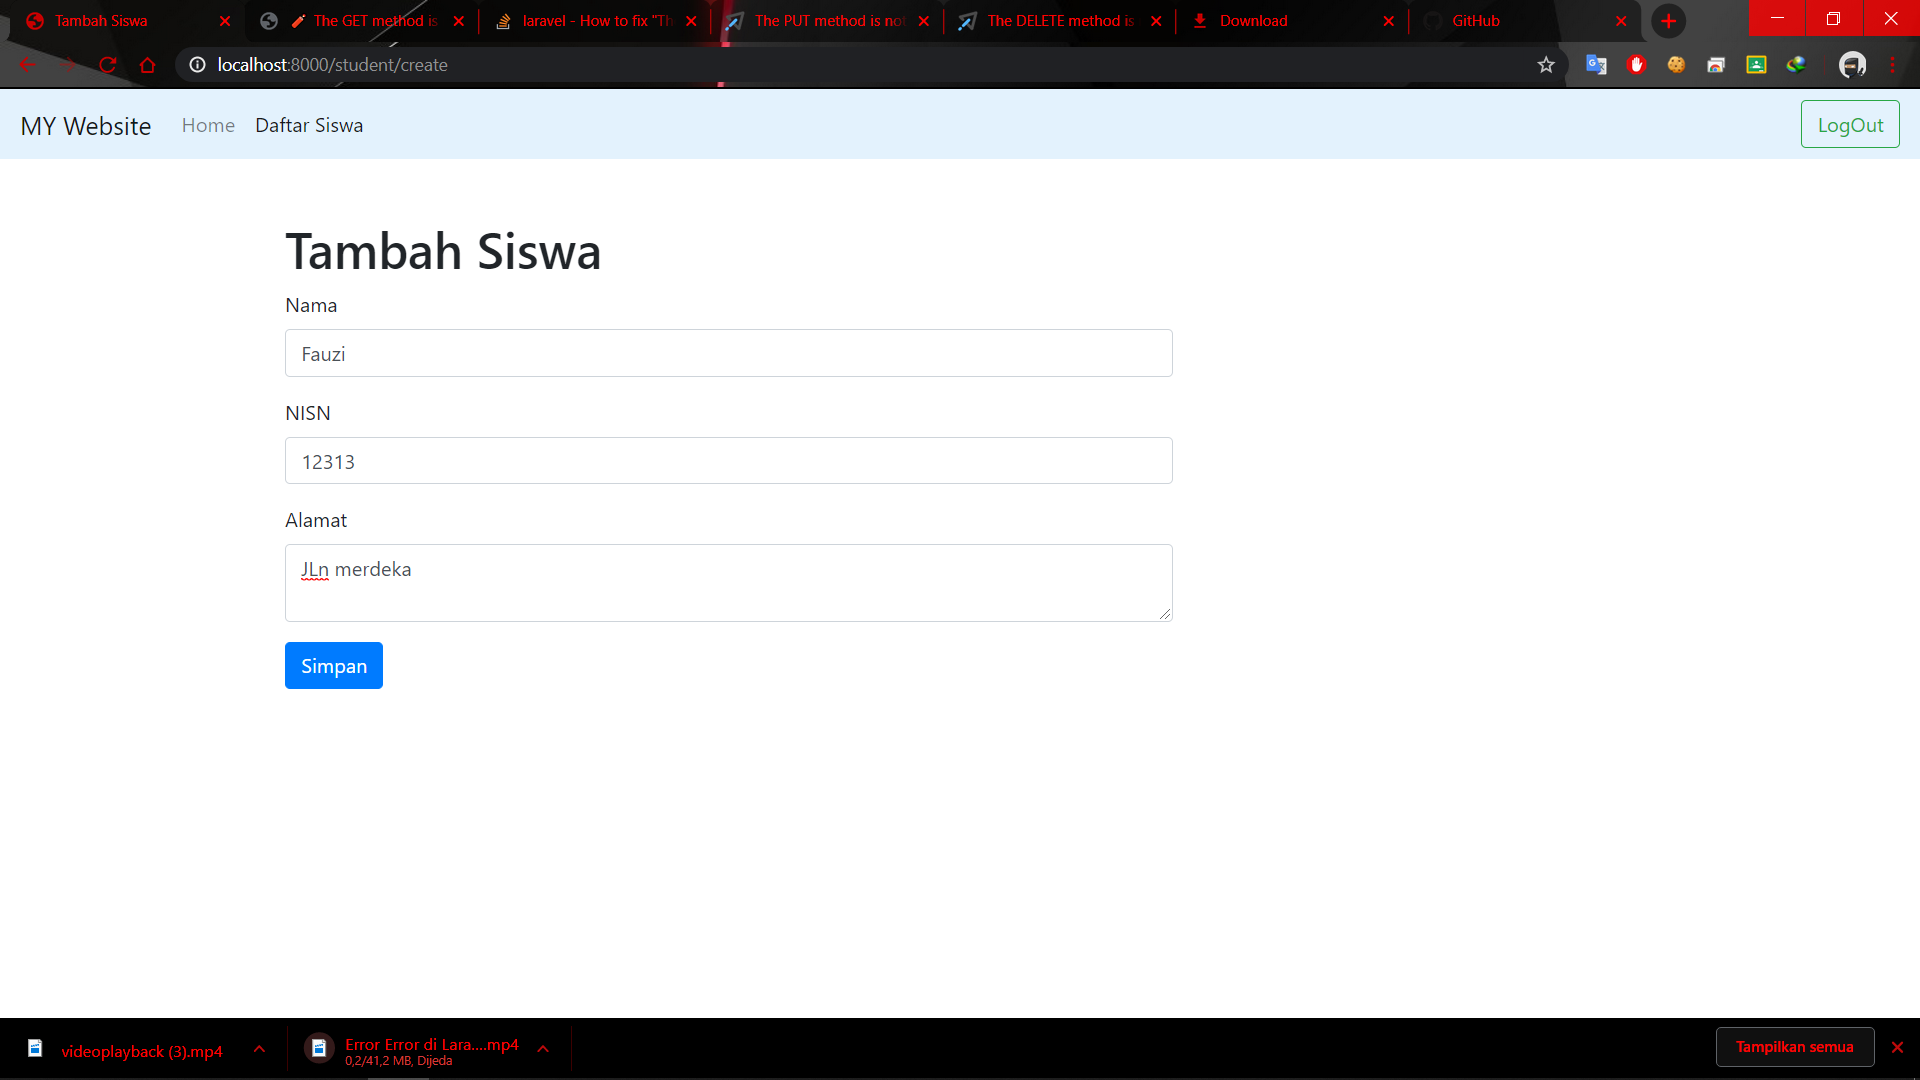 Tambah Siswa
The GET method is
laravel - How to fix "Th
The PUT method is not
The DELETE method is
Download
GitHub
localhost:8000/student/create
MY Website
Home
Daftar Siswa
LogOut
Tambah Siswa
Nama
Fauzi
NISN
12313
Alamat
JLn merdeka
Simpan
videoplayback (3).mp4
Error Error di Lara....mp4
0,2/41,2 MB, Dijeda
Tampilkan semua